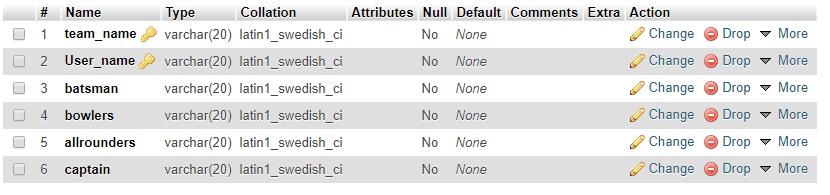 # Name Type Collation Attributes Null Default Comments Extra Action
1 team_name varchar(20) latin1_swedish_ci No None Change Drop More
2 User_name varchar(20) latin1_swedish_ci No None Change Drop More
3 batsman varchar(20) latin1_swedish_ci No None Change Drop More
4 bowlers varchar(20) latin1_swedish_ci No None Change Drop More
5 allrounders varchar(20) latin1_swedish_ci No None Change Drop More
6 captain varchar(20) latin1_swedish_ci No None Change Drop More